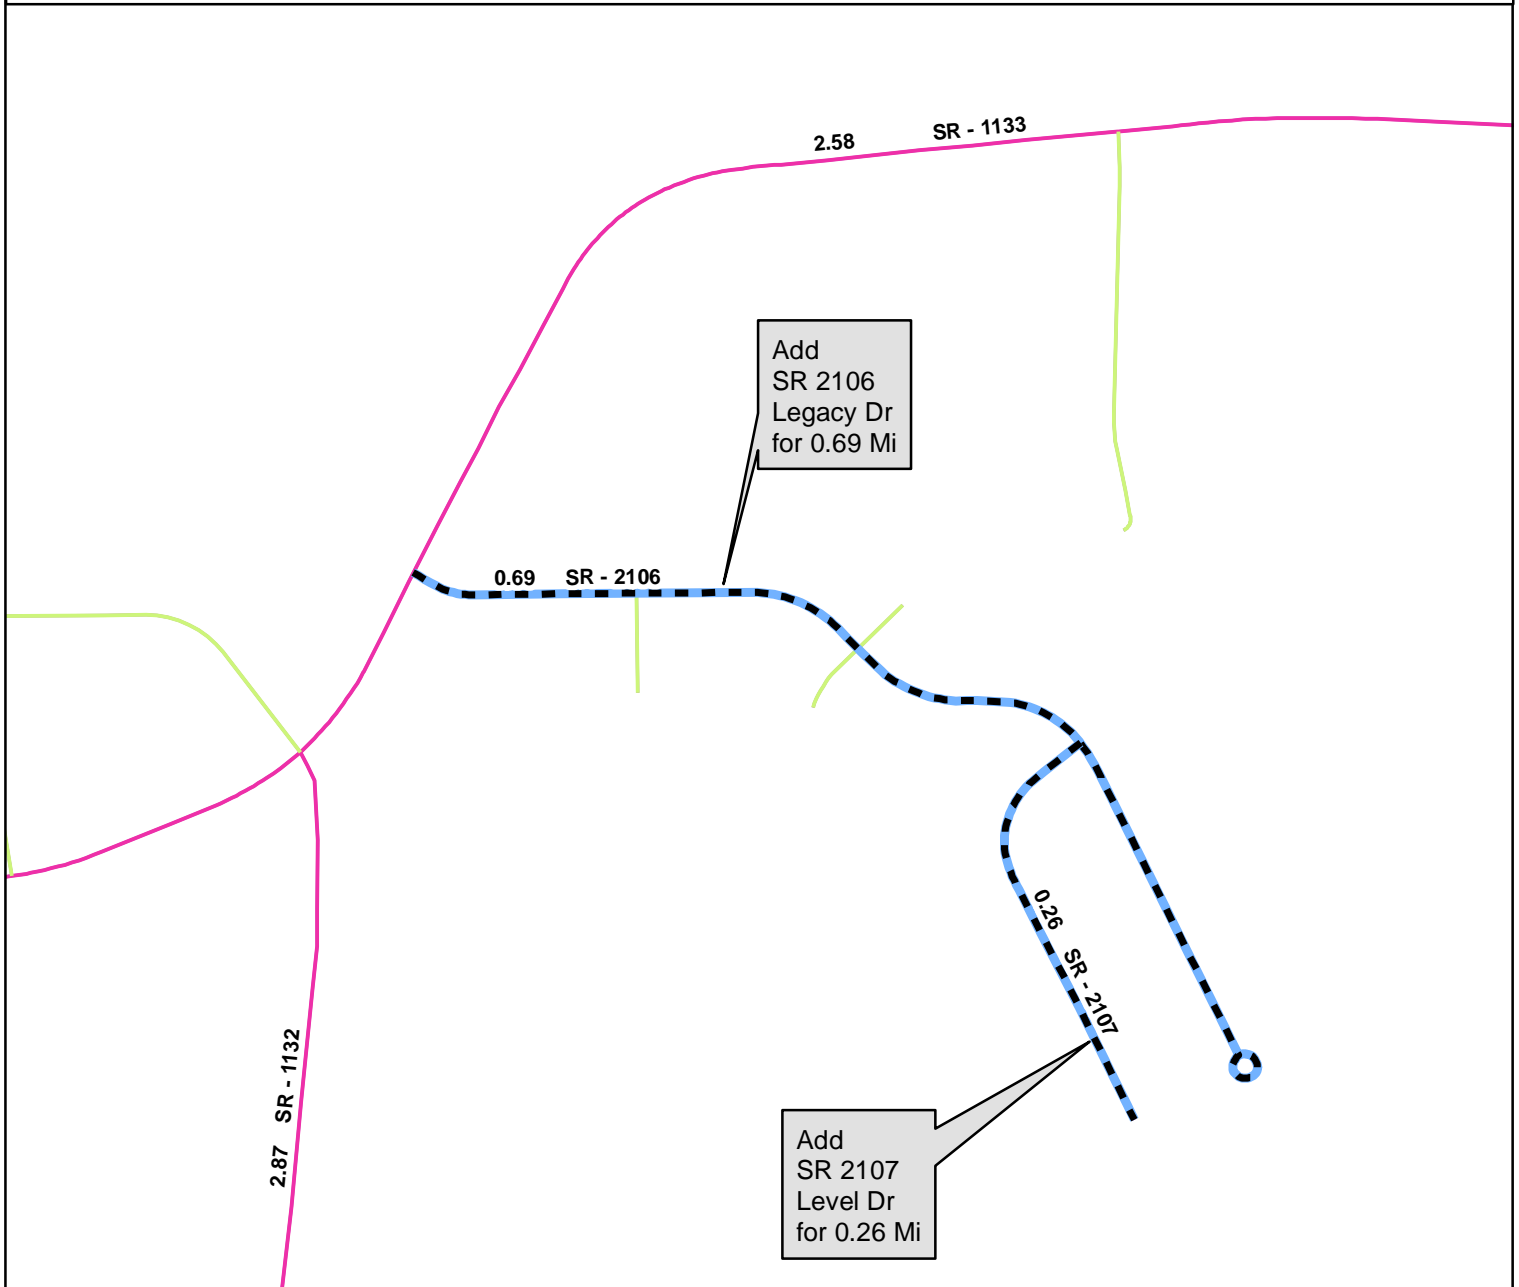 2.58 SR - 1133
Add
SR 2106
Legacy Dr
for 0.69 Mi
0.69 SR - 2106
0.26 SR - 2107
2.87 SR - 1132
Add
SR 2107
Level Dr
for 0.26 Mi